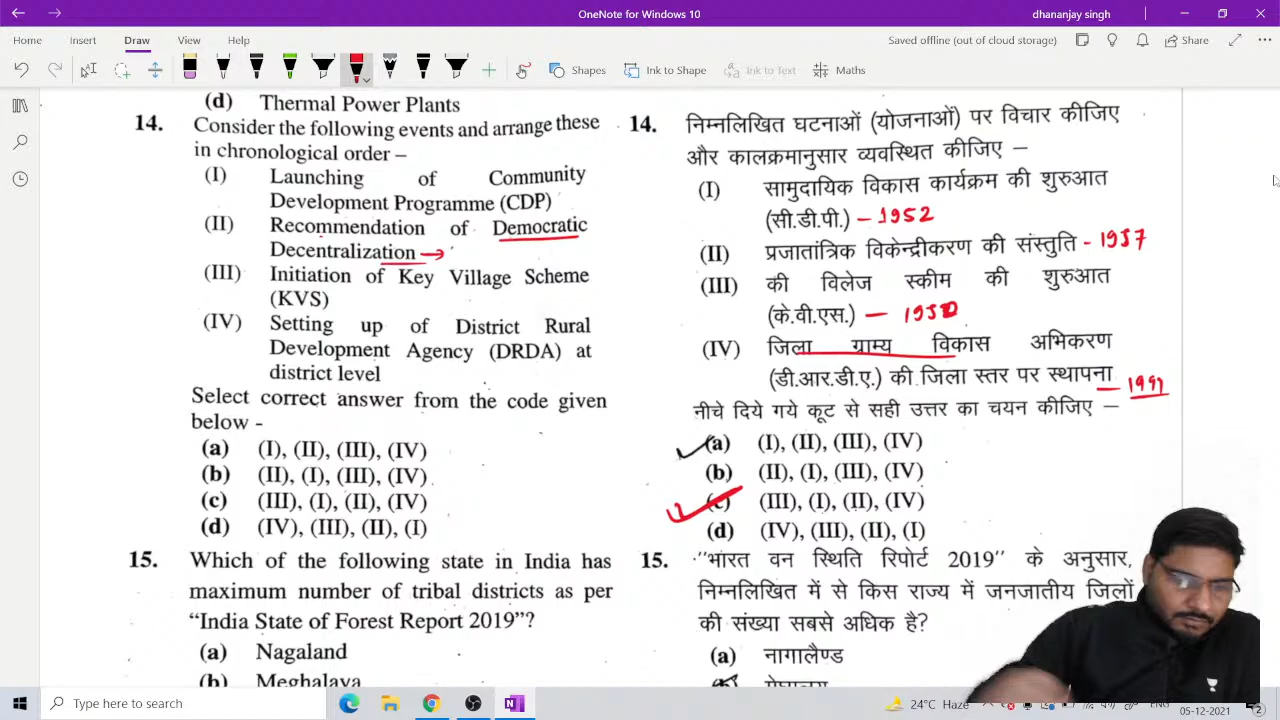 OneNote for Windows 10
dhananjay singh
Home Insert Draw View Help
Saved offline (out of cloud storage) Share
Shapes Ink to Shape Ink to Text Maths
(d) Thermal Power Plants
14. Consider the following events and arrange these
in chronological order –
(I) Launching of Community
Development Programme (CDP)
(II) Recommendation of Democratic
Decentralization →
(III) Initiation of Key Village Scheme
(KVS)
(IV) Setting up of District Rural
Development Agency (DRDA) at
district level
Select correct answer from the code given
below -
(a) (I), (II), (III), (IV)
(b) (II), (I), (III), (IV)
(c) (III), (I), (II), (IV)
(d) (IV), (III), (II), (I)
15. Which of the following state in India has
maximum number of tribal districts as per
“India State of Forest Report 2019”?
(a) Nagaland
(b) Meghalaya
14. निम्नलिखित घटनाओं (योजनाओं) पर विचार कीजिए
और कालक्रमानुसार व्यवस्थित कीजिए –
(I) सामुदायिक विकास कार्यक्रम की शुरुआत
(सी.डी.पी.) – 1952
(II) प्रजातांत्रिक विकेन्द्रीकरण की संस्तुति - 1957
(III) की विलेज स्कीम की शुरुआत
(के.वी.एस.) – 1950
(IV) जिला ग्राम्य विकास अभिकरण
(डी.आर.डी.ए.) की जिला स्तर पर स्थापना –
नीचे दिये गये कूट से सही उत्तर का चयन कीजिए –
(a) (I), (II), (III), (IV)
(b) (II), (I), (III), (IV)
(c) (III), (I), (II), (IV)
(d) (IV), (III), (II), (I)
15. "भारत वन स्थिति रिपोर्ट 2019" के अनुसार,
निम्नलिखित में से किस राज्य में जनजातीय जिलों
की संख्या सबसे अधिक है?
(a) नागालैण्ड
(b) मेघालय
Type here to search
24°C Haze
05-12-2021